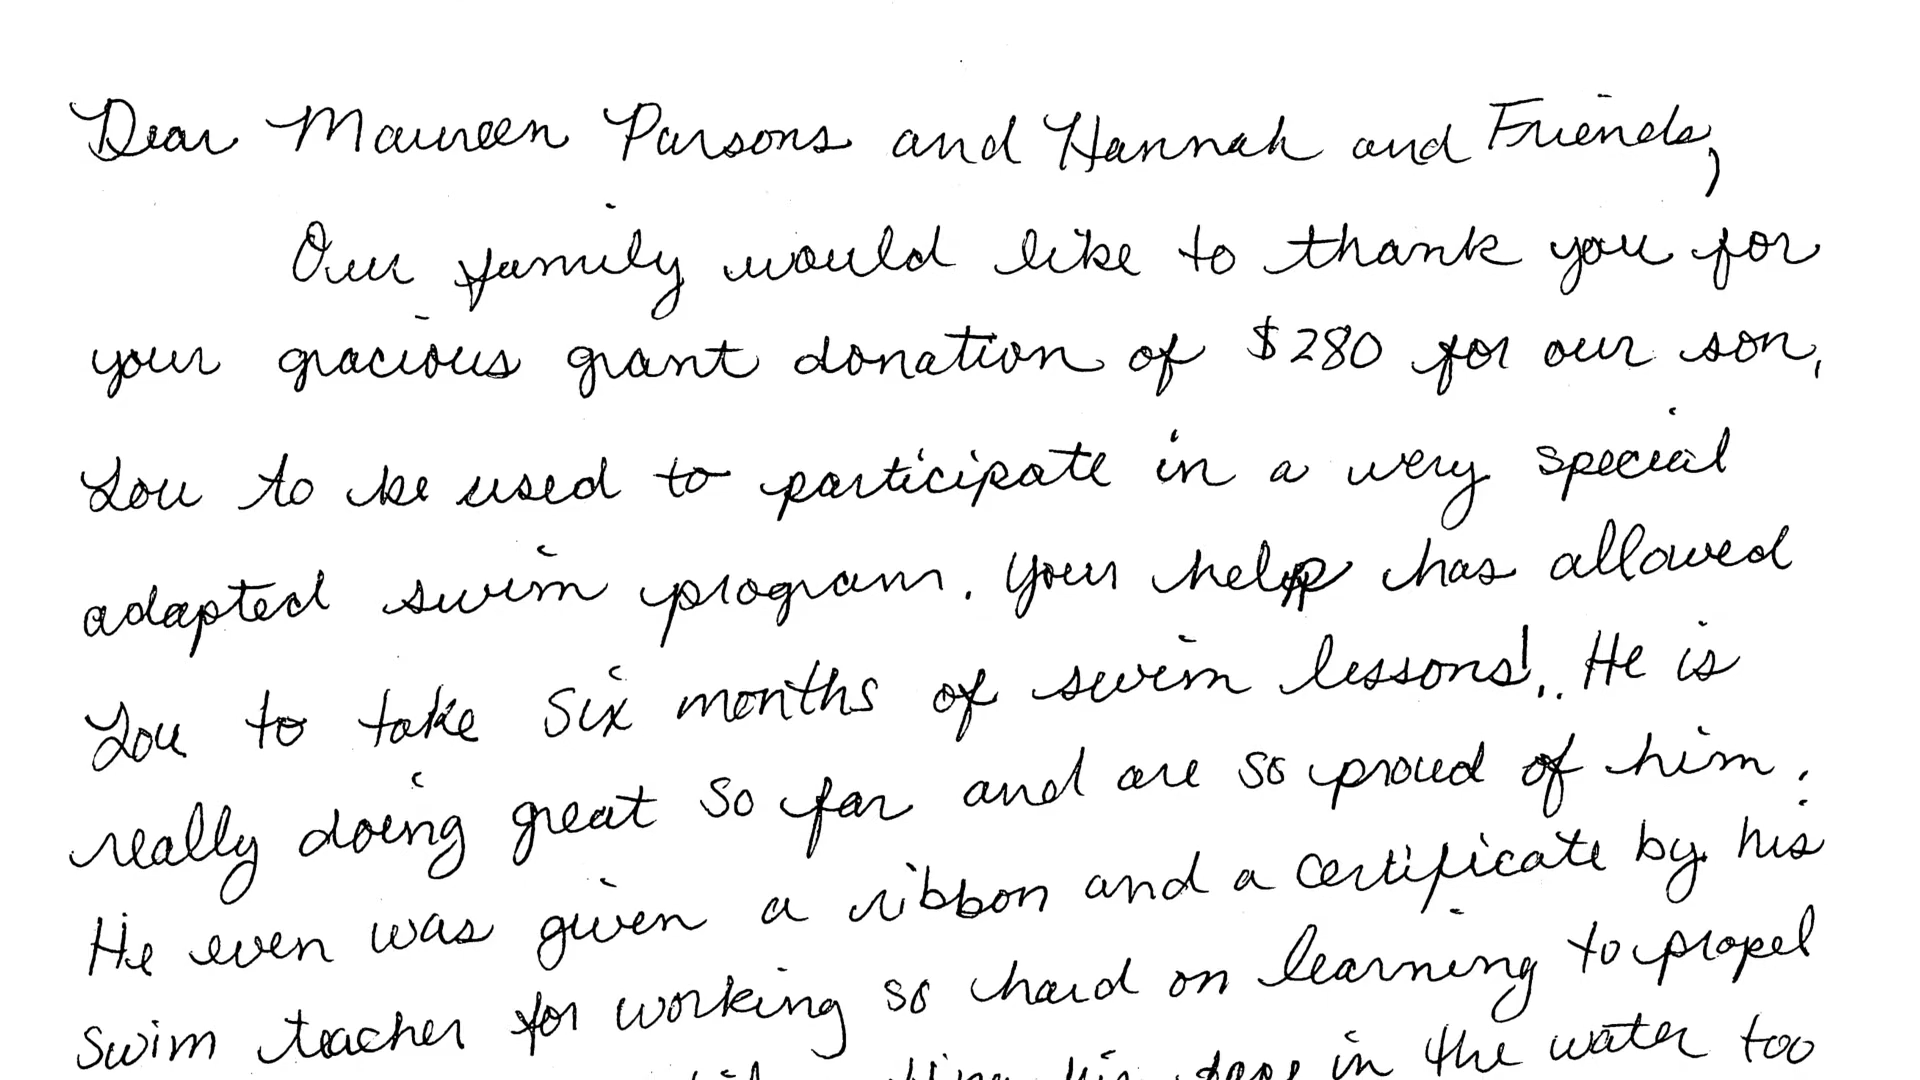 Dear Maureen Parsons and Hannah and Friends,
Our family would like to thank you for
your gracious grant donation of $280 for our son,
Lou to be used to participate in a very special
adapted swim program. Your help has allowed
Lou to take six months of swim lessons!.. He is
really doing great so far and are so proud of him.
He even was given a ribbon and a certificate by his
swim teacher for working so hard on learning to propel
his face in the water too